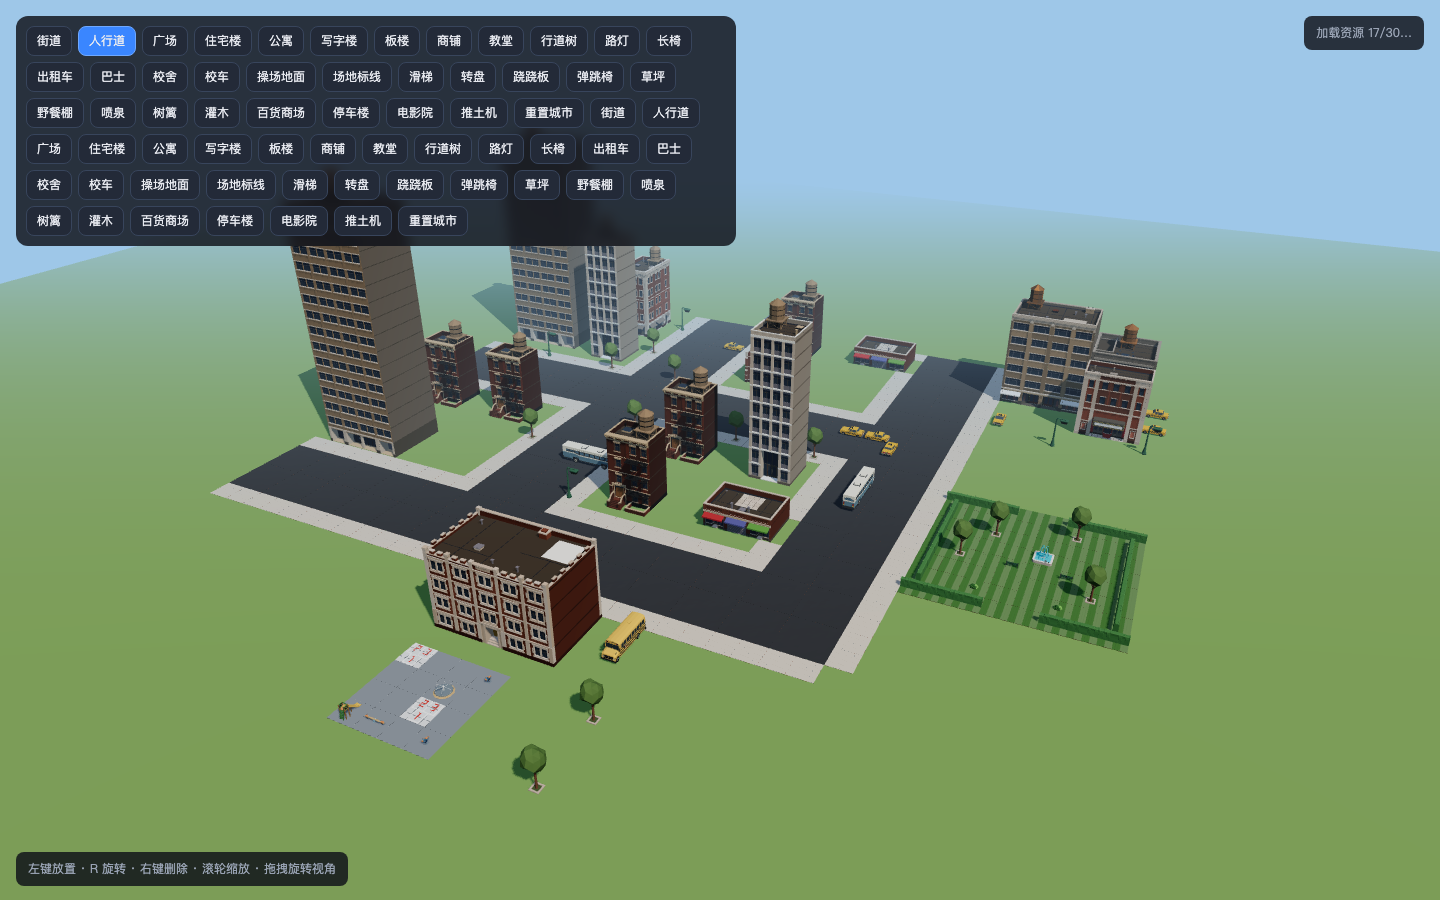 街道 人行道 广场 住宅楼 公寓 写字楼 板楼 商铺 教堂 行道树 路灯 长椅
加载资源 17/30...
出租车 巴士 校舍 校车 操场地面 场地标线 滑梯 转盘 跷跷板 弹跳椅 草坪
野餐棚 喷泉 树篱 灌木 百货商场 停车楼 电影院 推土机 重置城市 街道 人行道
广场 住宅楼 公寓 写字楼 板楼 商铺 教堂 行道树 路灯 长椅 出租车 巴士
校舍 校车 操场地面 场地标线 滑梯 转盘 跷跷板 弹跳椅 草坪 野餐棚 喷泉
树篱 灌木 百货商场 停车楼 电影院 推土机 重置城市
左键放置 · R 旋转 · 右键删除 · 滚轮缩放 · 拖拽旋转视角